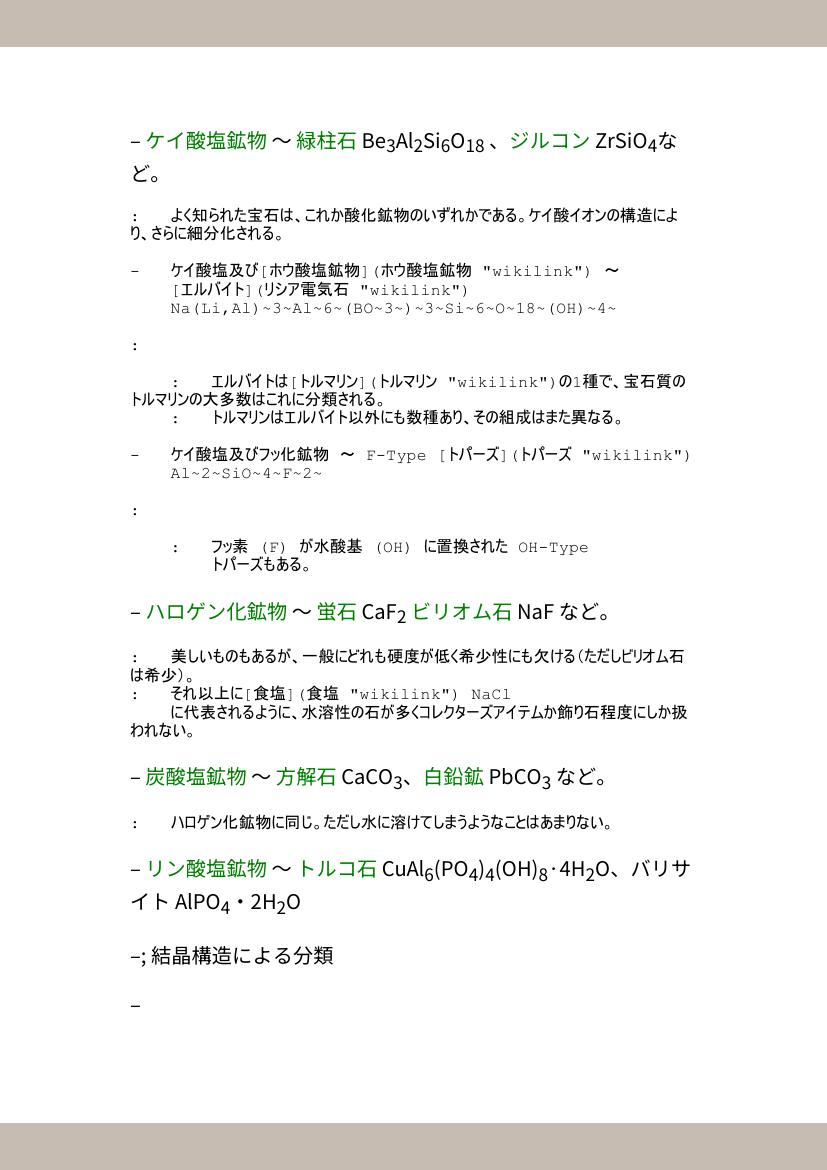 – ケイ酸塩鉱物 〜 緑柱石 Be₃Al₂Si₆O₁₈ 、ジルコン ZrSiO₄な
ど。
:   よく知られた宝石は、これか酸化鉱物のいずれかである。ケイ酸イオンの構造によ
り、さらに細分化される。
-   ケイ酸塩及び[ホウ酸塩鉱物](ホウ酸塩鉱物 "wikilink") 〜
[エルバイト](リシア電気石 "wikilink")
Na(Li,Al)~3~Al~6~(BO~3~)~3~Si~6~O~18~(OH)~4~
:
:   エルバイトは[トルマリン](トルマリン "wikilink")の1種で、宝石質の
トルマリンの大多数はこれに分類される。
:   トルマリンはエルバイト以外にも数種あり、その組成はまた異なる。
-   ケイ酸塩及びフッ化鉱物 〜 F-Type [トパーズ](トパーズ "wikilink")
Al~2~SiO~4~F~2~
:
:   フッ素 (F) が水酸基 (OH) に置換された OH-Type
トパーズもある。
– ハロゲン化鉱物 〜 蛍石 CaF₂ ビリオム石 NaF など。
:   美しいものもあるが、一般にどれも硬度が低く希少性にも欠ける(ただしビリオム石
は希少)。
:   それ以上に[食塩](食塩 "wikilink") NaCl
に代表されるように、水溶性の石が多くコレクターズアイテムか飾り石程度にしか扱
われない。
– 炭酸塩鉱物 〜 方解石 CaCO₃、白鉛鉱 PbCO₃ など。
:   ハロゲン化鉱物に同じ。ただし水に溶けてしまうようなことはあまりない。
– リン酸塩鉱物 〜 トルコ石 CuAl₆(PO₄)₄(OH)₈·4H₂O、バリサ
イト AlPO₄・2H₂O
–; 結晶構造による分類
–